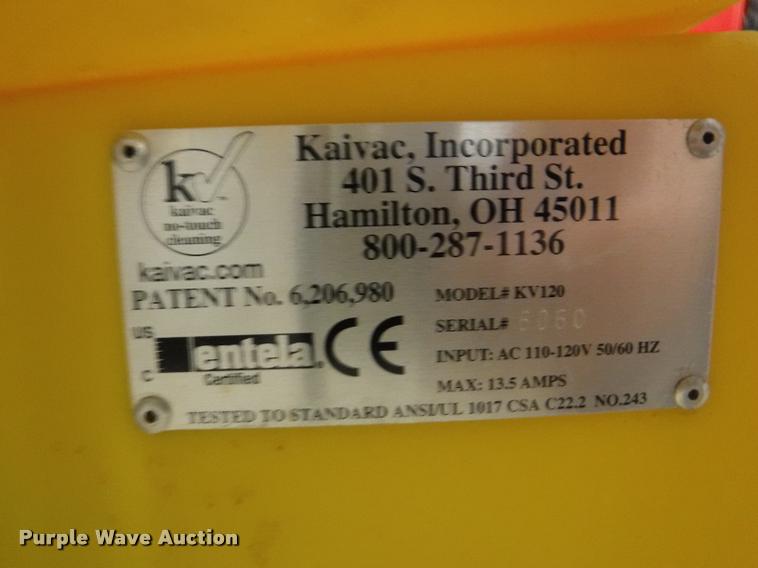 Kaivac, Incorporated
401 S. Third St.
Hamilton, OH 45011
800-287-1136
k
kaivac
no-touch
cleaning
kaivac.com
PATENT No. 6,206,980
MODEL# KV120
SERIAL#
INPUT: AC 110-120V 50/60 HZ
MAX: 13.5 AMPS
US
C
entela
Certified
CE
TESTED TO STANDARD ANSI/UL 1017 CSA C22.2 NO.243
Purple Wave Auction